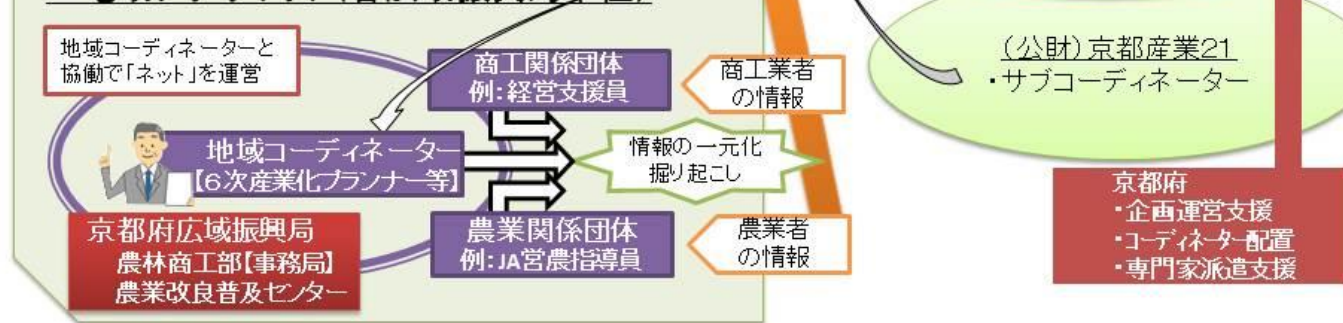 地域コーディネーターと
協働で「ネット」を運営
商工関係団体
例：経営支援員
商工業者
の情報
地域コーディネーター
【6次産業化プランナー等】
情報の一元化
掘り起こし
京都府広域振興局
農林商工部【事務局】
農業改良普及センター
農業関係団体
例：JA営農指導員
農業者
の情報
（公財）京都産業21
・サブコーディネーター
京都府
・企画運営支援
・コーディネーター配置
・専門家派遣支援